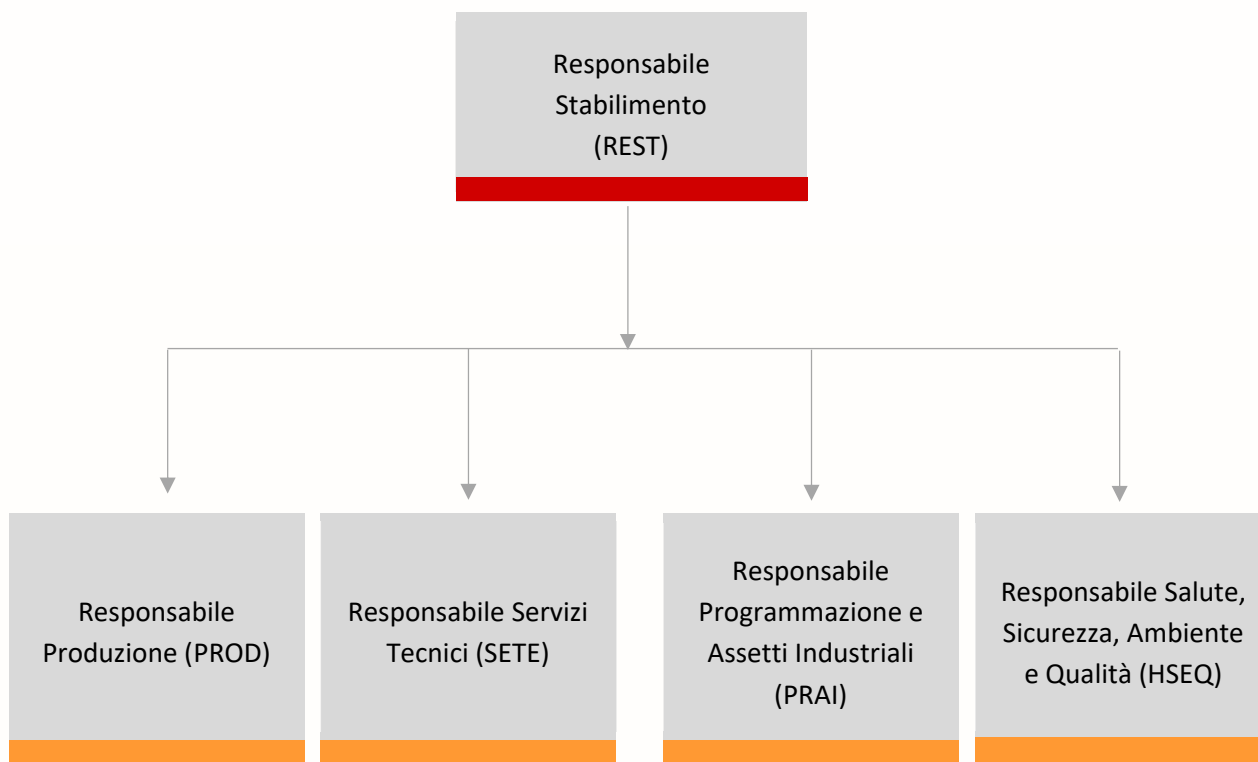 Responsabile
Stabilimento
(REST)
Responsabile
Produzione (PROD)
Responsabile Servizi
Tecnici (SETE)
Responsabile
Programmazione e
Assetti Industriali
(PRAI)
Responsabile Salute,
Sicurezza, Ambiente
e Qualità (HSEQ)